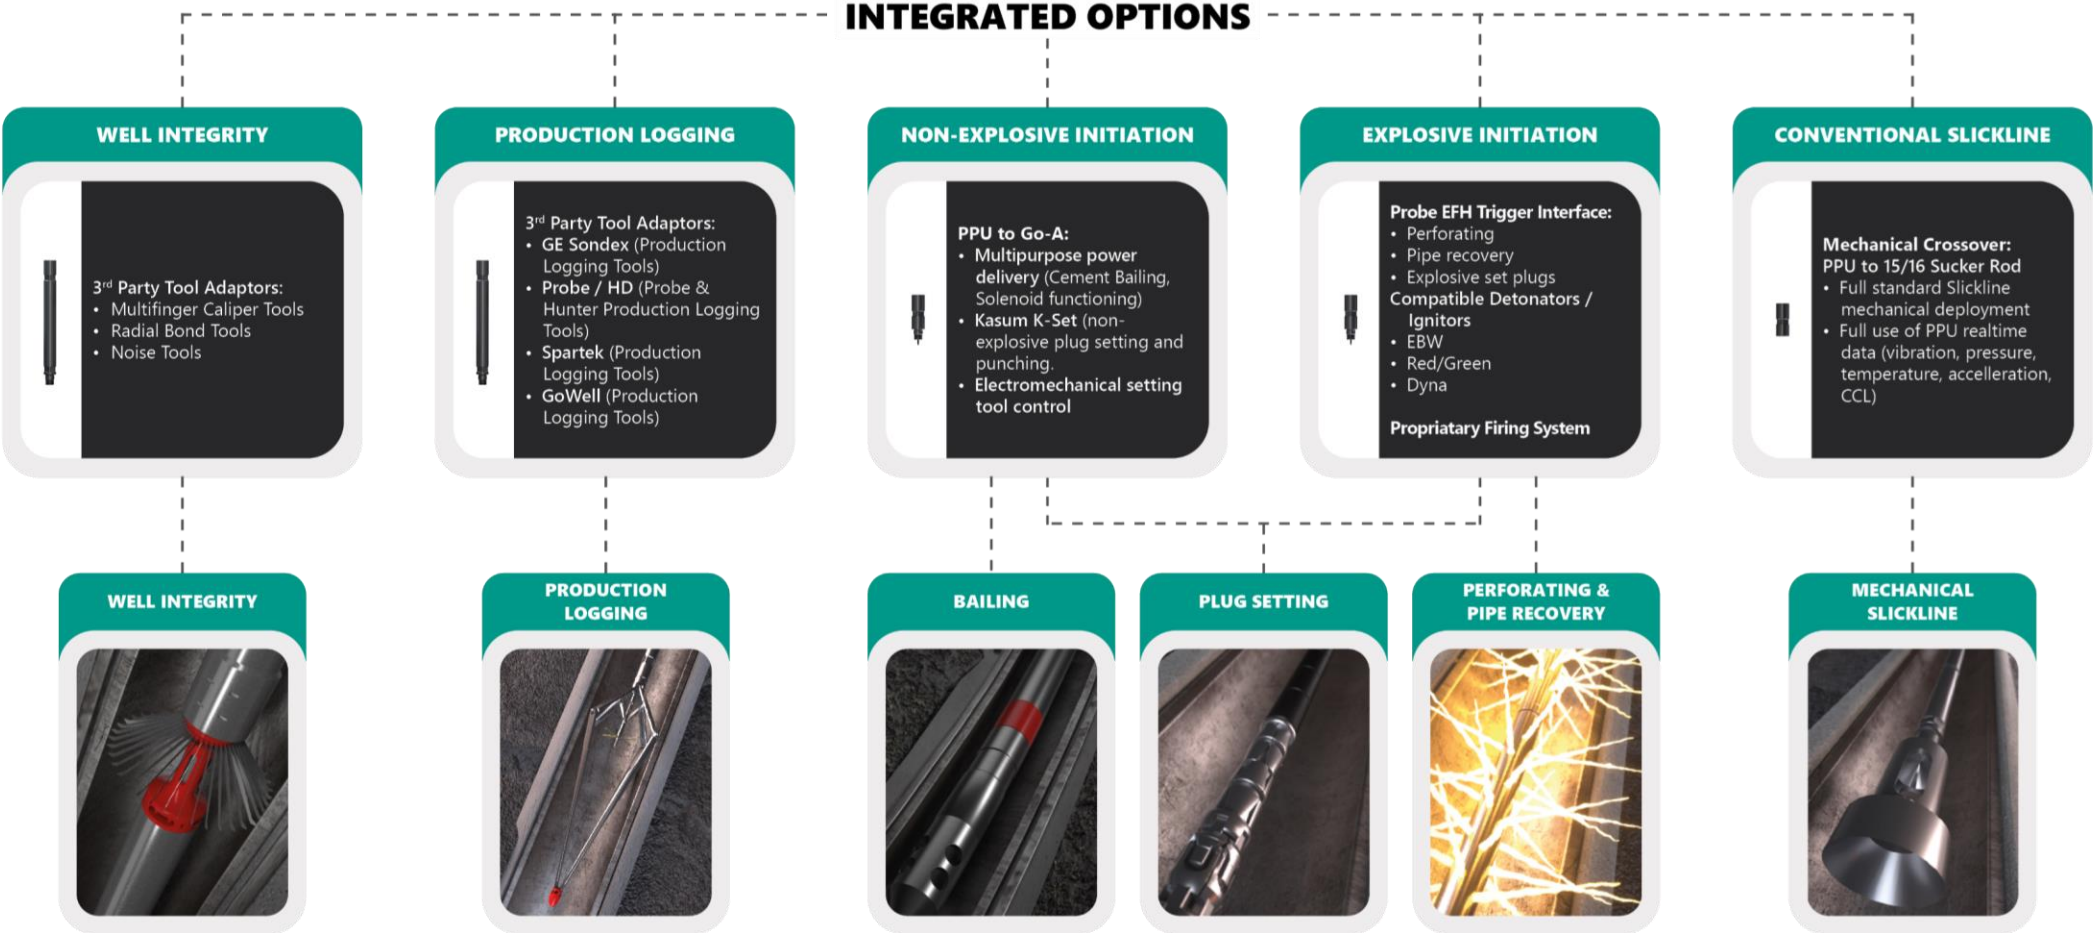 INTEGRATED OPTIONS
WELL INTEGRITY
3rd Party Tool Adaptors:
• Multifinger Caliper Tools
• Radial Bond Tools
• Noise Tools
PRODUCTION LOGGING
3rd Party Tool Adaptors:
• GE Sondex (Production
Logging Tools)
• Probe / HD (Probe &
Hunter Production Logging
Tools)
• Spartek (Production
Logging Tools)
• GoWell (Production
Logging Tools)
NON-EXPLOSIVE INITIATION
PPU to Go-A:
• Multipurpose power
delivery (Cement Bailing,
Solenoid functioning)
• Kasum K-Set (non-
explosive plug setting and
punching.
• Electromechanical setting
tool control
EXPLOSIVE INITIATION
Probe EFH Trigger Interface:
• Perforating
• Pipe recovery
• Explosive set plugs
Compatible Detonators /
Ignitors
• EBW
• Red/Green
• Dyna
Propriatary Firing System
CONVENTIONAL SLICKLINE
Mechanical Crossover:
PPU to 15/16 Sucker Rod
• Full standard Slickline
mechanical deployment
• Full use of PPU realtime
data (vibration, pressure,
temperature, accelleration,
CCL)
WELL INTEGRITY
PRODUCTION
LOGGING
BAILING
PLUG SETTING
PERFORATING &
PIPE RECOVERY
MECHANICAL
SLICKLINE